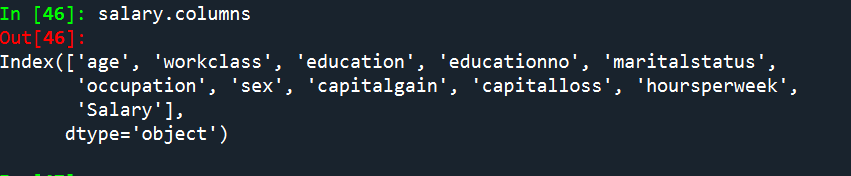 In [46]: salary.columns
Out[46]:
Index(['age', 'workclass', 'education', 'educationno', 'maritalstatus',
'occupation', 'sex', 'capitalgain', 'capitalloss', 'hoursperweek',
'Salary'],
dtype='object')